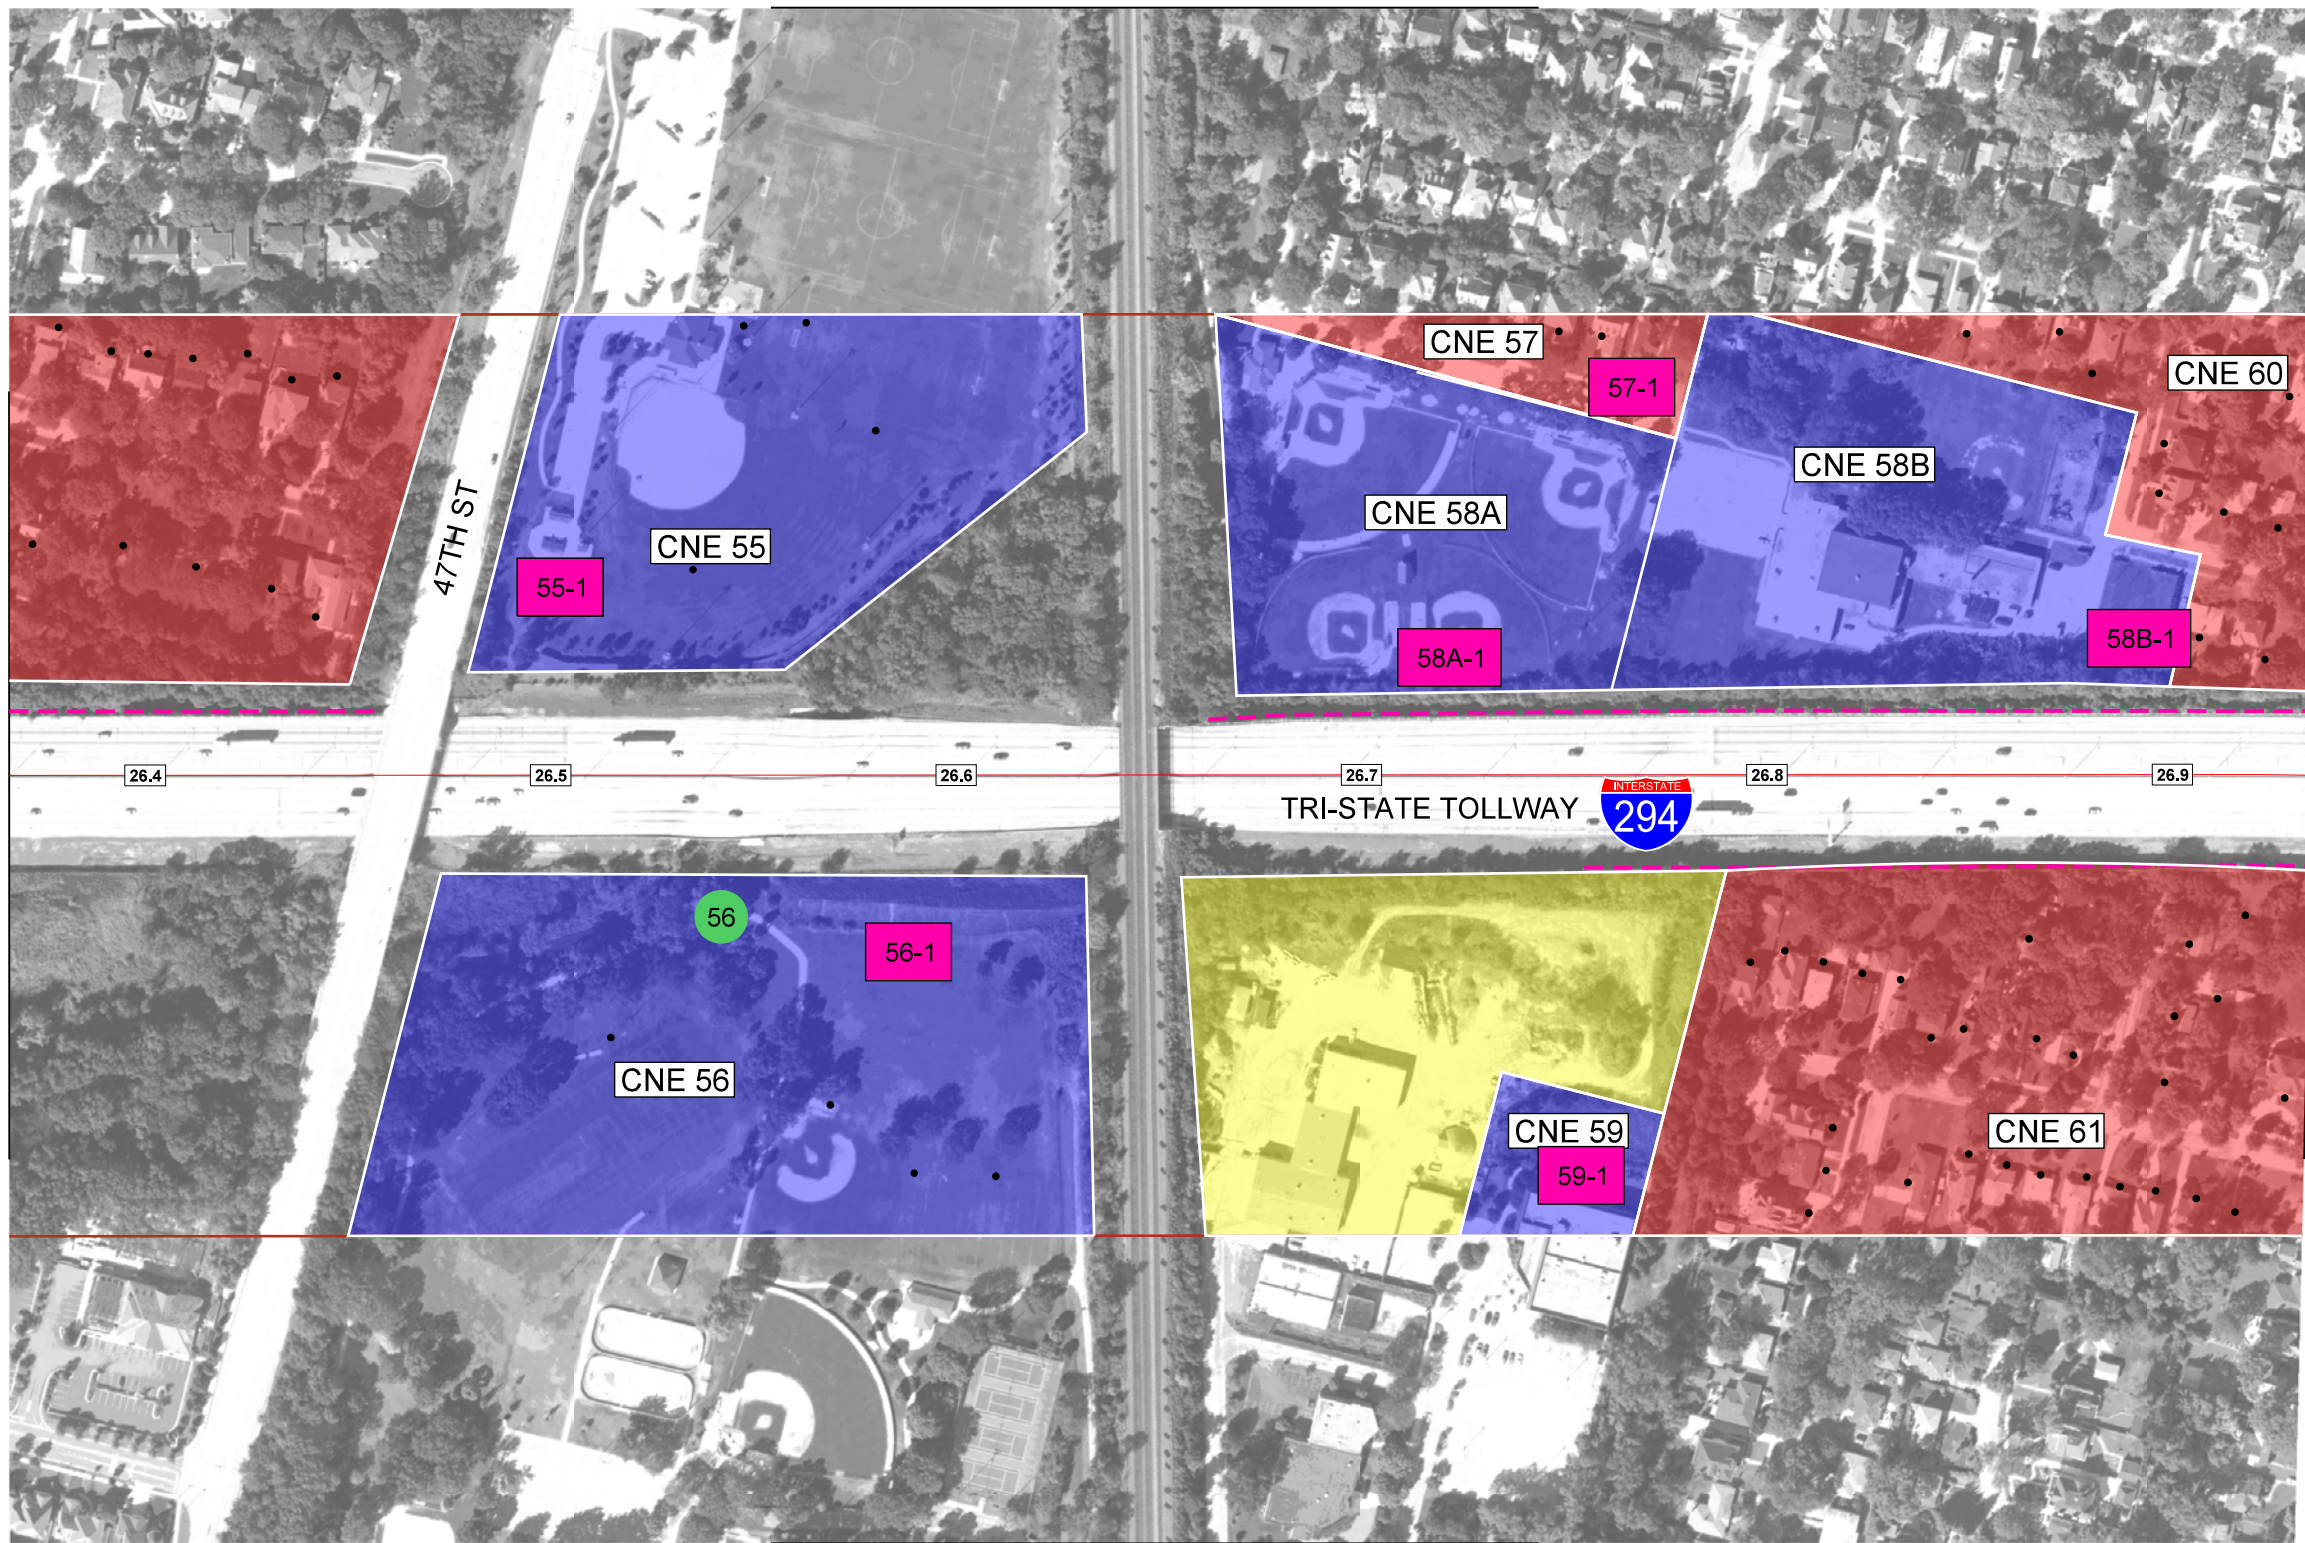 CNE 57
57-1
CNE 60
CNE 58B
CNE 58A
47TH ST
CNE 55
55-1
58A-1
58B-1
26.4
26.5
26.6
26.7
26.8
26.9
TRI-STATE TOLLWAY
INTERSTATE
294
56
56-1
CNE 56
CNE 59
59-1
CNE 61